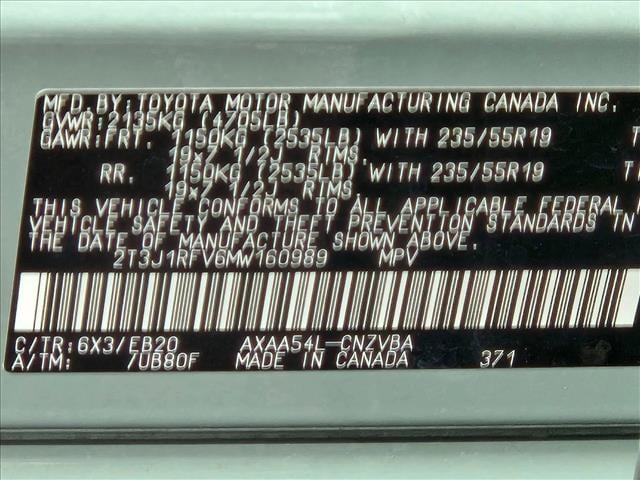 MFD. BY: TOYOTA MOTOR MANUFACTURING CANADA INC.
GVWR: 2135KG (4705LB)
GAWR: FRT. 1150KG (2535LB) WITH 235/55R19
19x7 1/2J RIMS.
RR. 1150KG (2535LB) WITH 235/55R19
19x7 1/2J RIMS
THIS VEHICLE CONFORMS TO ALL APPLICABLE FEDERAL
VEHICLE SAFETY AND THEFT PREVENTION STANDARDS IN
THE DATE OF MANUFACTURE SHOWN ABOVE.
2T3J1RFV6MW160989 MPV
C/TR: 6X3/EB20 AXAA54L-CNZVBA
A/TM: 7UB80F MADE IN CANADA 371